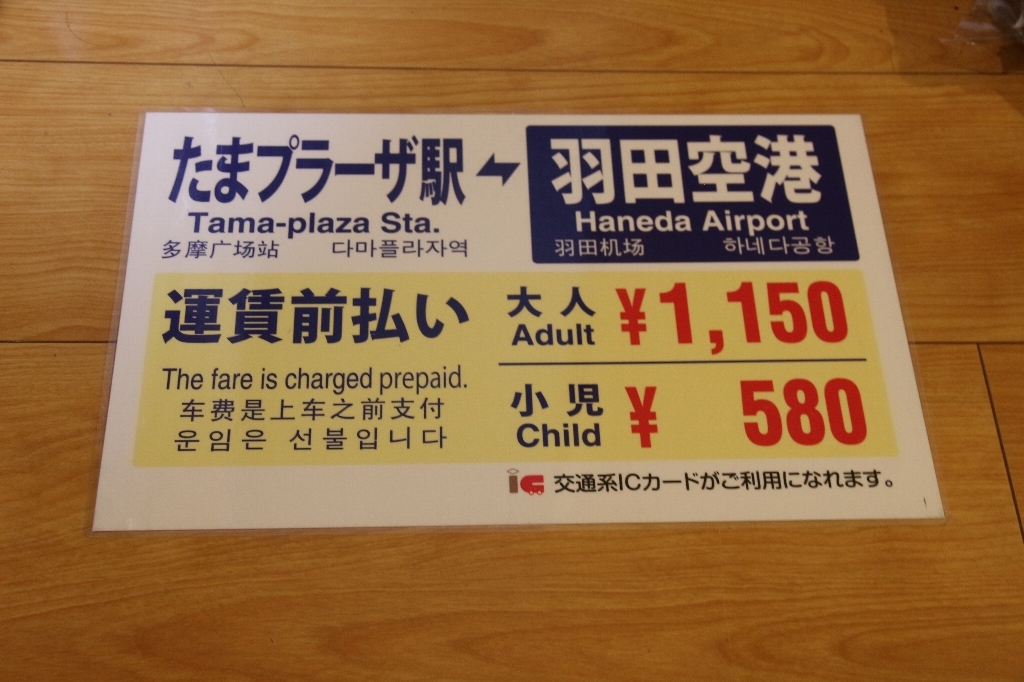 たまプラーザ駅
Tama-plaza Sta.
多摩广场站 다마플라자역
羽田空港
Haneda Airport
羽田机场 하네다공항
運賃前払い
The fare is charged prepaid.
车费是上车之前支付
운임은 선불입니다
大人 ¥1,150
Adult
小児 ¥ 580
Child
交通系ICカードがご利用になれます。